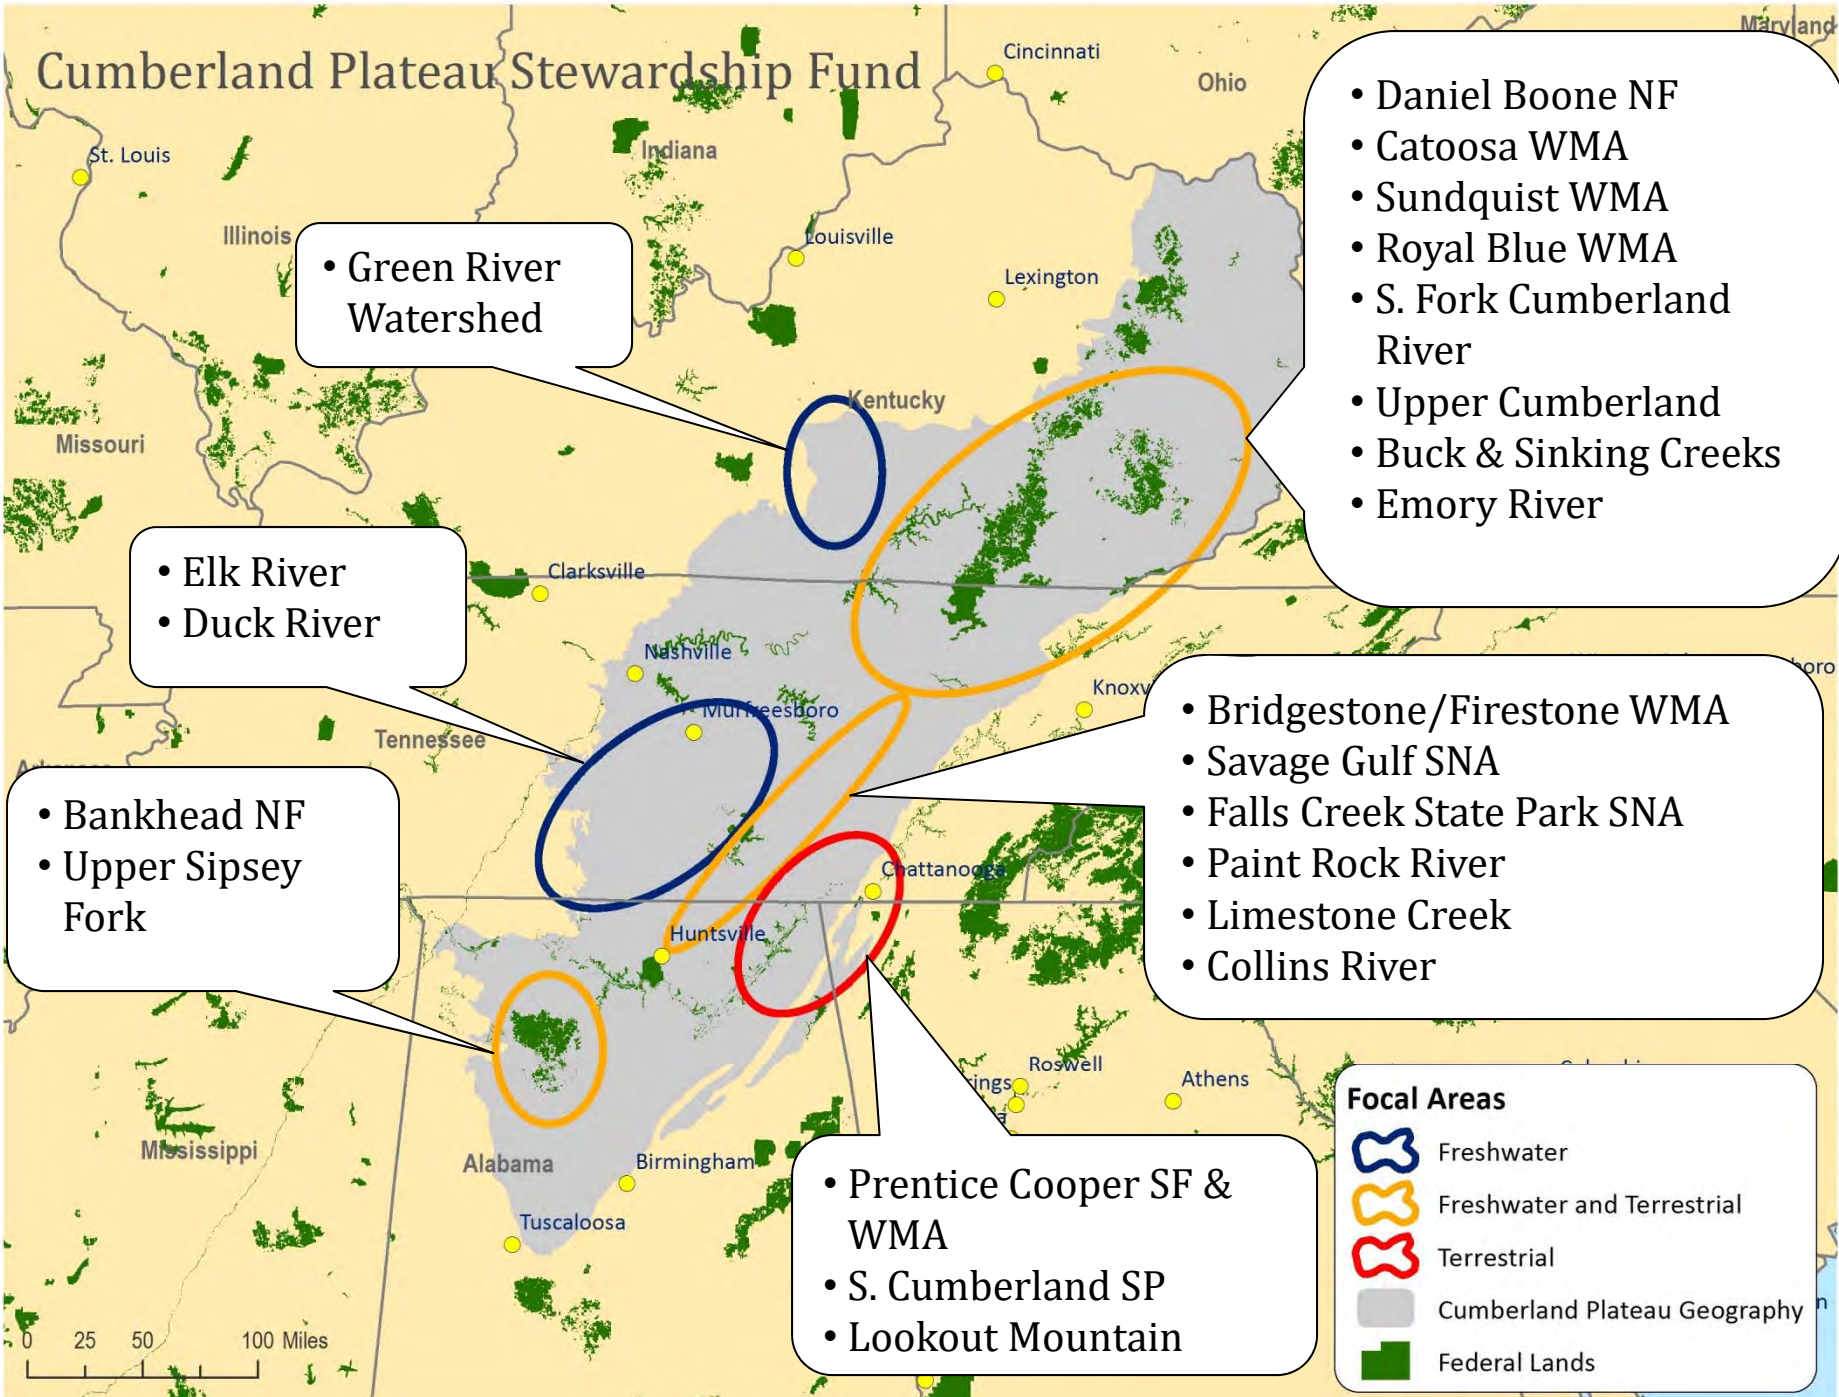 Cumberland Plateau Stewardship Fund
Maryland
Cincinnati
Ohio
Indiana
St. Louis
Illinois
Louisville
Lexington
Kentucky
Missouri
• Green River
Watershed
• Daniel Boone NF
• Catoosa WMA
• Sundquist WMA
• Royal Blue WMA
• S. Fork Cumberland
River
• Upper Cumberland
• Buck & Sinking Creeks
• Emory River
• Elk River
• Duck River
Clarksville
Nashville
Murfreesboro
Tennessee
Knoxv
boro
• Bridgestone/Firestone WMA
• Savage Gulf SNA
• Falls Creek State Park SNA
• Paint Rock River
• Limestone Creek
• Collins River
• Bankhead NF
• Upper Sipsey
Fork
Chattanooga
Huntsville
Roswell
rings
Athens
Mississippi
Alabama
Birmingham
Tuscaloosa
• Prentice Cooper SF &
WMA
• S. Cumberland SP
• Lookout Mountain
Focal Areas
Freshwater
Freshwater and Terrestrial
Terrestrial
Cumberland Plateau Geography
Federal Lands
0 25 50 100 Miles